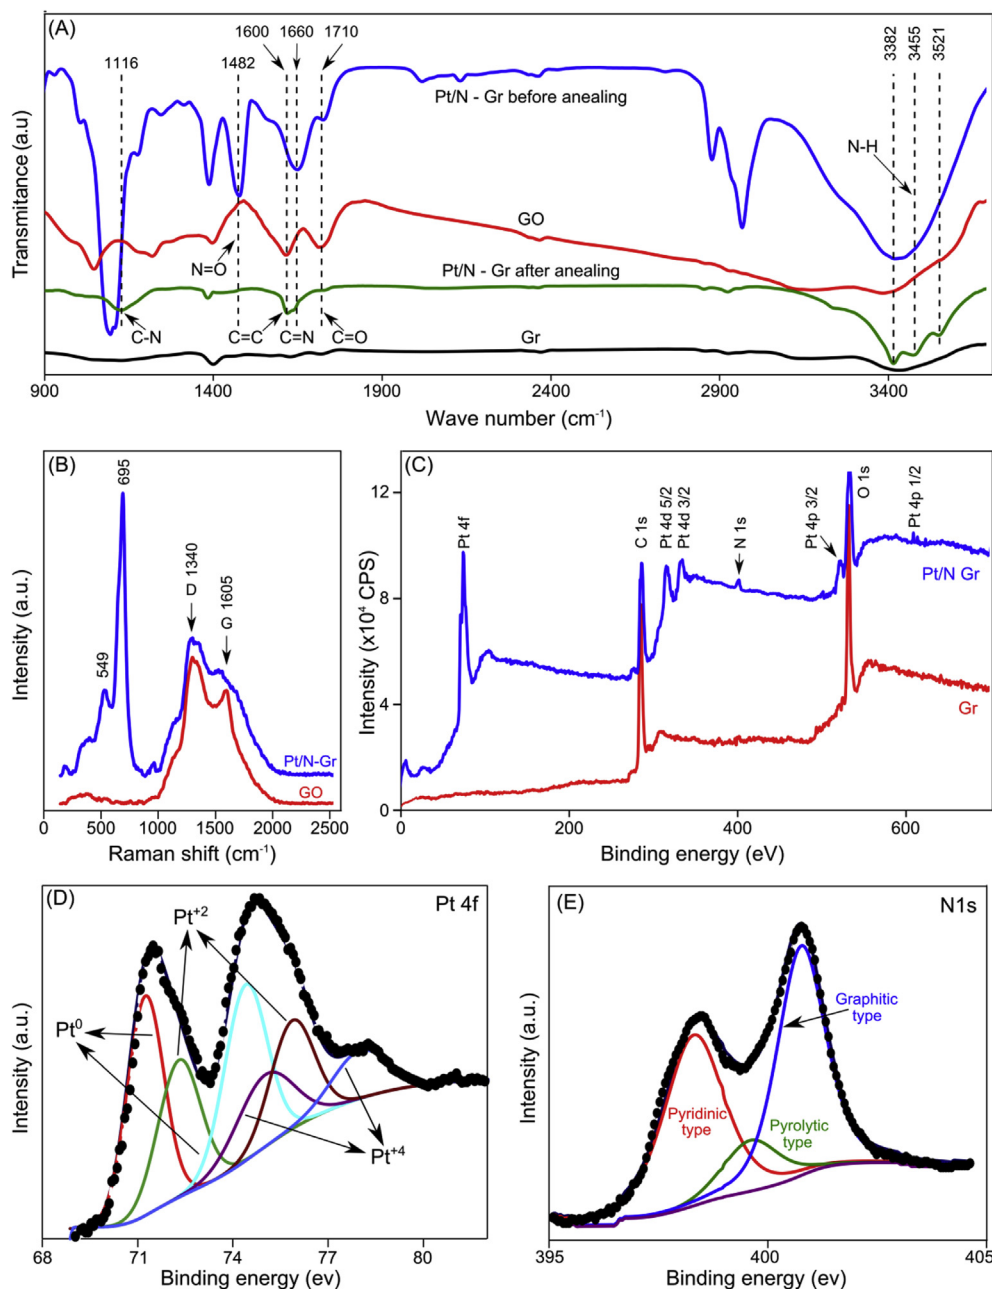 (A)
1600 1660 1710
1116
1482
3382
3455
3521
Pt/N - Gr before anealing
N-H
GO
N=O
Pt/N - Gr after anealing
C-N
C=C
C=N
C=O
Gr
Transmitance (a.u)
900 1400 1900 2400 2900 3400
Wave number (cm⁻¹)
(B)
695
549
D 1340
G 1605
Pt/N-Gr
GO
Intensity (a.u.)
0 500 1000 1500 2000 2500
Raman shift (cm⁻¹)
(C)
12
8
4
0
Pt 4f
C 1s
Pt 4d 5/2
Pt 4d 3/2
N 1s
Pt 4p 3/2
O 1s
Pt 4p 1/2
Pt/N Gr
Gr
Intensity (x10⁴ CPS)
0 200 400 600
Binding energy (eV)
(D)
Pt 4f
Pt⁺²
Pt⁰
Pt⁺⁴
Intensity (a.u.)
68 71 74 77 80
Binding energy (ev)
(E)
N1s
Graphitic
type
Pyridinic
type
Pyrolytic
type
Intensity (a.u.)
395 400 405
Binding energy (ev)